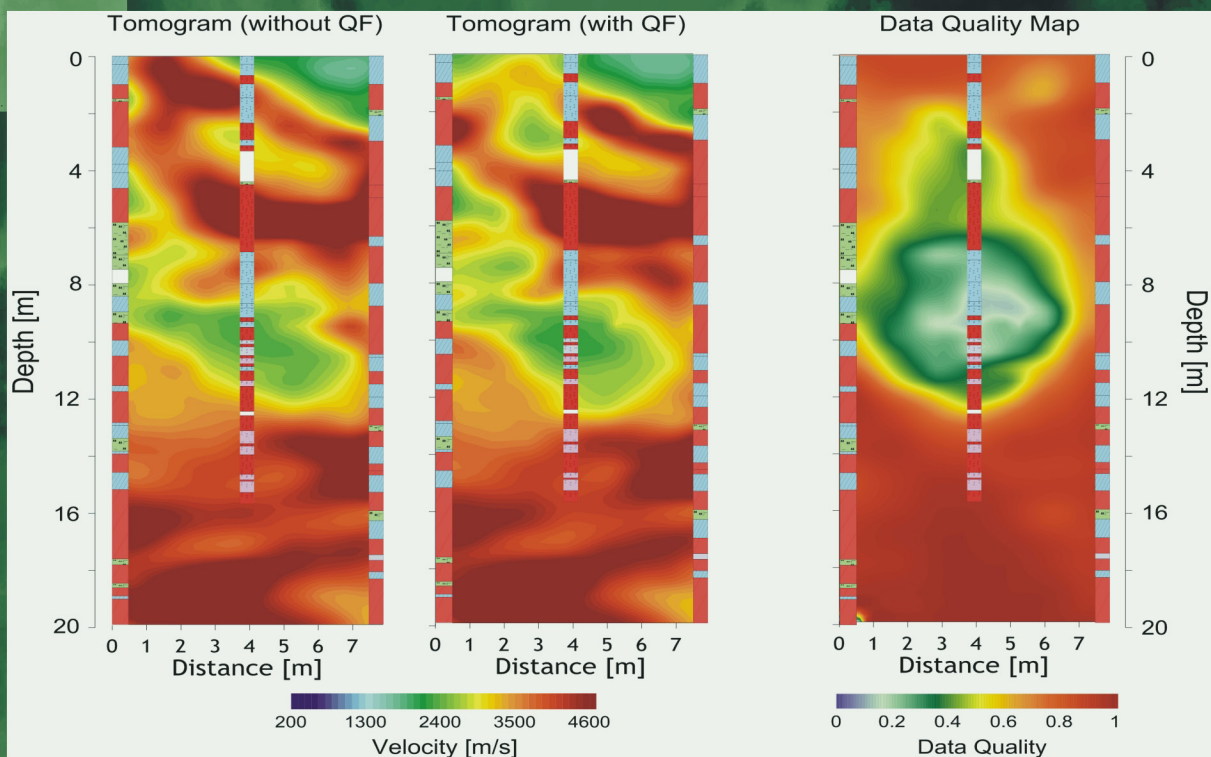 Tomogram (without QF)
Tomogram (with QF)
Data Quality Map
0
4
8
12
16
20
Depth [m]
0 1 2 3 4 5 6 7
Distance [m]
0 1 2 3 4 5 6 7
Distance [m]
0 1 2 3 4 5 6 7
Distance [m]
0
4
8
12
16
20
Depth [m]
200 1300 2400 3500 4600
Velocity [m/s]
0 0.2 0.4 0.6 0.8 1
Data Quality